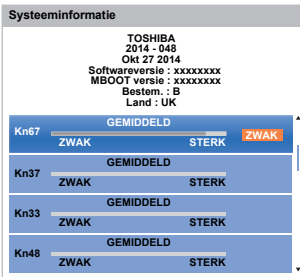 Systeeminformatie
TOSHIBA
2014 - 048
Okt 27 2014
Softwareversie : xxxxxxxx
MBOOT versie : xxxxxxxx
Bestem. : B
Land : UK
Kn67
GEMIDDELD
ZWAK
STERK
ZWAK
Kn37
GEMIDDELD
ZWAK
STERK
Kn33
GEMIDDELD
ZWAK
STERK
Kn48
GEMIDDELD
ZWAK
STERK